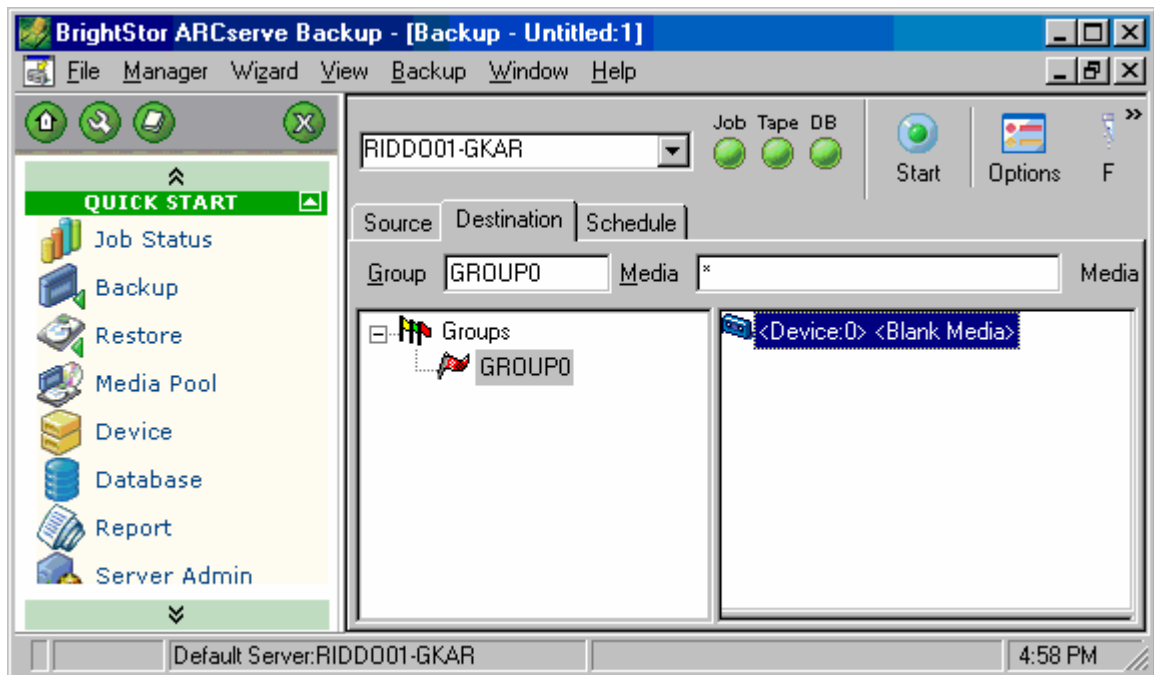 BrightStor ARCserve Backup - [Backup - Untitled:1]
File Manager Wizard View Backup Window Help
RIDDO01-GKAR
Job Tape DB
Start
Options
F
QUICK START
Job Status
Backup
Restore
Media Pool
Device
Database
Report
Server Admin
Source Destination Schedule
Group GROUP0 Media * Media
Groups
GROUP0
<Device:0> <Blank Media>
Default Server:RIDDO01-GKAR
4:58 PM